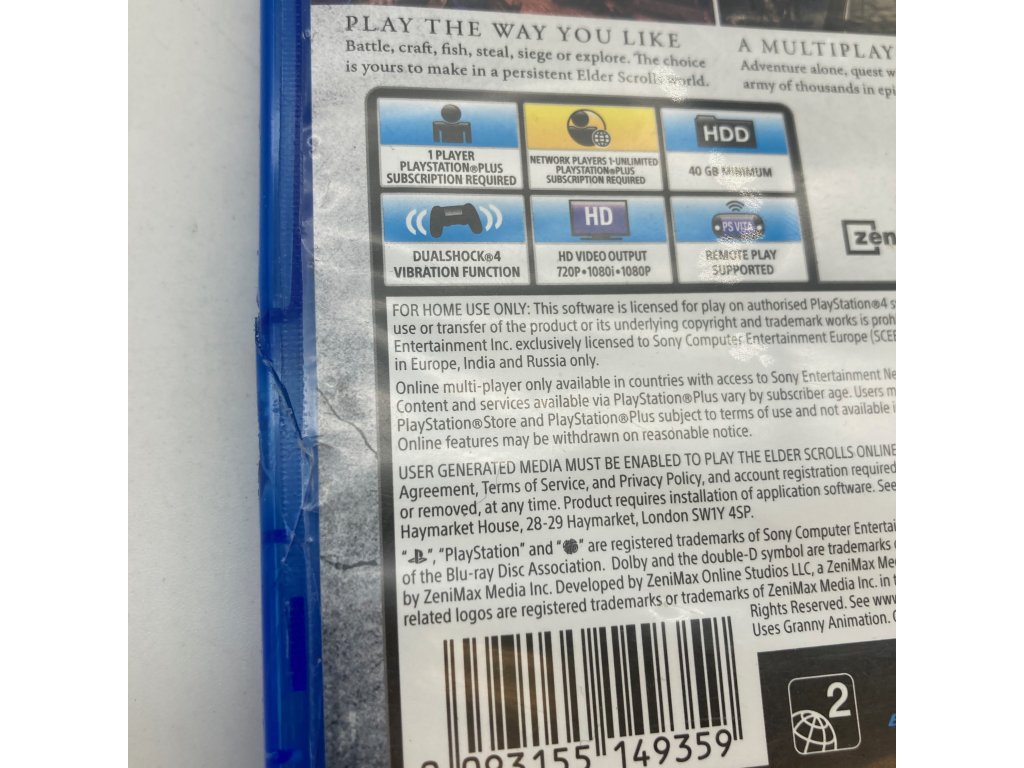 PLAY THE WAY YOU LIKE
Battle, craft, fish, steal, siege or explore. The choice
is yours to make in a persistent Elder Scrolls world.
A MULTIPLAY
Adventure alone, quest w
army of thousands in epi
1 PLAYER
PLAYSTATION®PLUS
SUBSCRIPTION REQUIRED
NETWORK PLAYERS 1-UNLIMITED
PLAYSTATION®PLUS
SUBSCRIPTION REQUIRED
HDD
40 GB MINIMUM
DUALSHOCK®4
VIBRATION FUNCTION
HD
HD VIDEO OUTPUT
720P•1080i•1080P
PS VITA
REMOTE PLAY
SUPPORTED
zen
FOR HOME USE ONLY: This software is licensed for play on authorised PlayStation®4 s
use or transfer of the product or its underlying copyright and trademark works is proh
Entertainment Inc. exclusively licensed to Sony Computer Entertainment Europe (SCEE
in Europe, India and Russia only.
Online multi-player only available in countries with access to Sony Entertainment Ne
Content and services available via PlayStation®Plus vary by subscriber age. Users m
PlayStation®Store and PlayStation®Plus subject to terms of use and not available i
Online features may be withdrawn on reasonable notice.
USER GENERATED MEDIA MUST BE ENABLED TO PLAY THE ELDER SCROLLS ONLINE
Agreement, Terms of Service, and Privacy Policy, and account registration required
or removed, at any time. Product requires installation of application software. See
Haymarket House, 28-29 Haymarket, London SW1Y 4SP.
" ", "PlayStation" and " " are registered trademarks of Sony Computer Enterta
of the Blu-ray Disc Association. Dolby and the double-D symbol are trademarks
by ZeniMax Media Inc. Developed by ZeniMax Online Studios LLC, a ZeniMax Me
related logos are registered trademarks or trademarks of ZeniMax Media Inc. in t
Rights Reserved. See www
Uses Granny Animation.
2
0 093155 149359